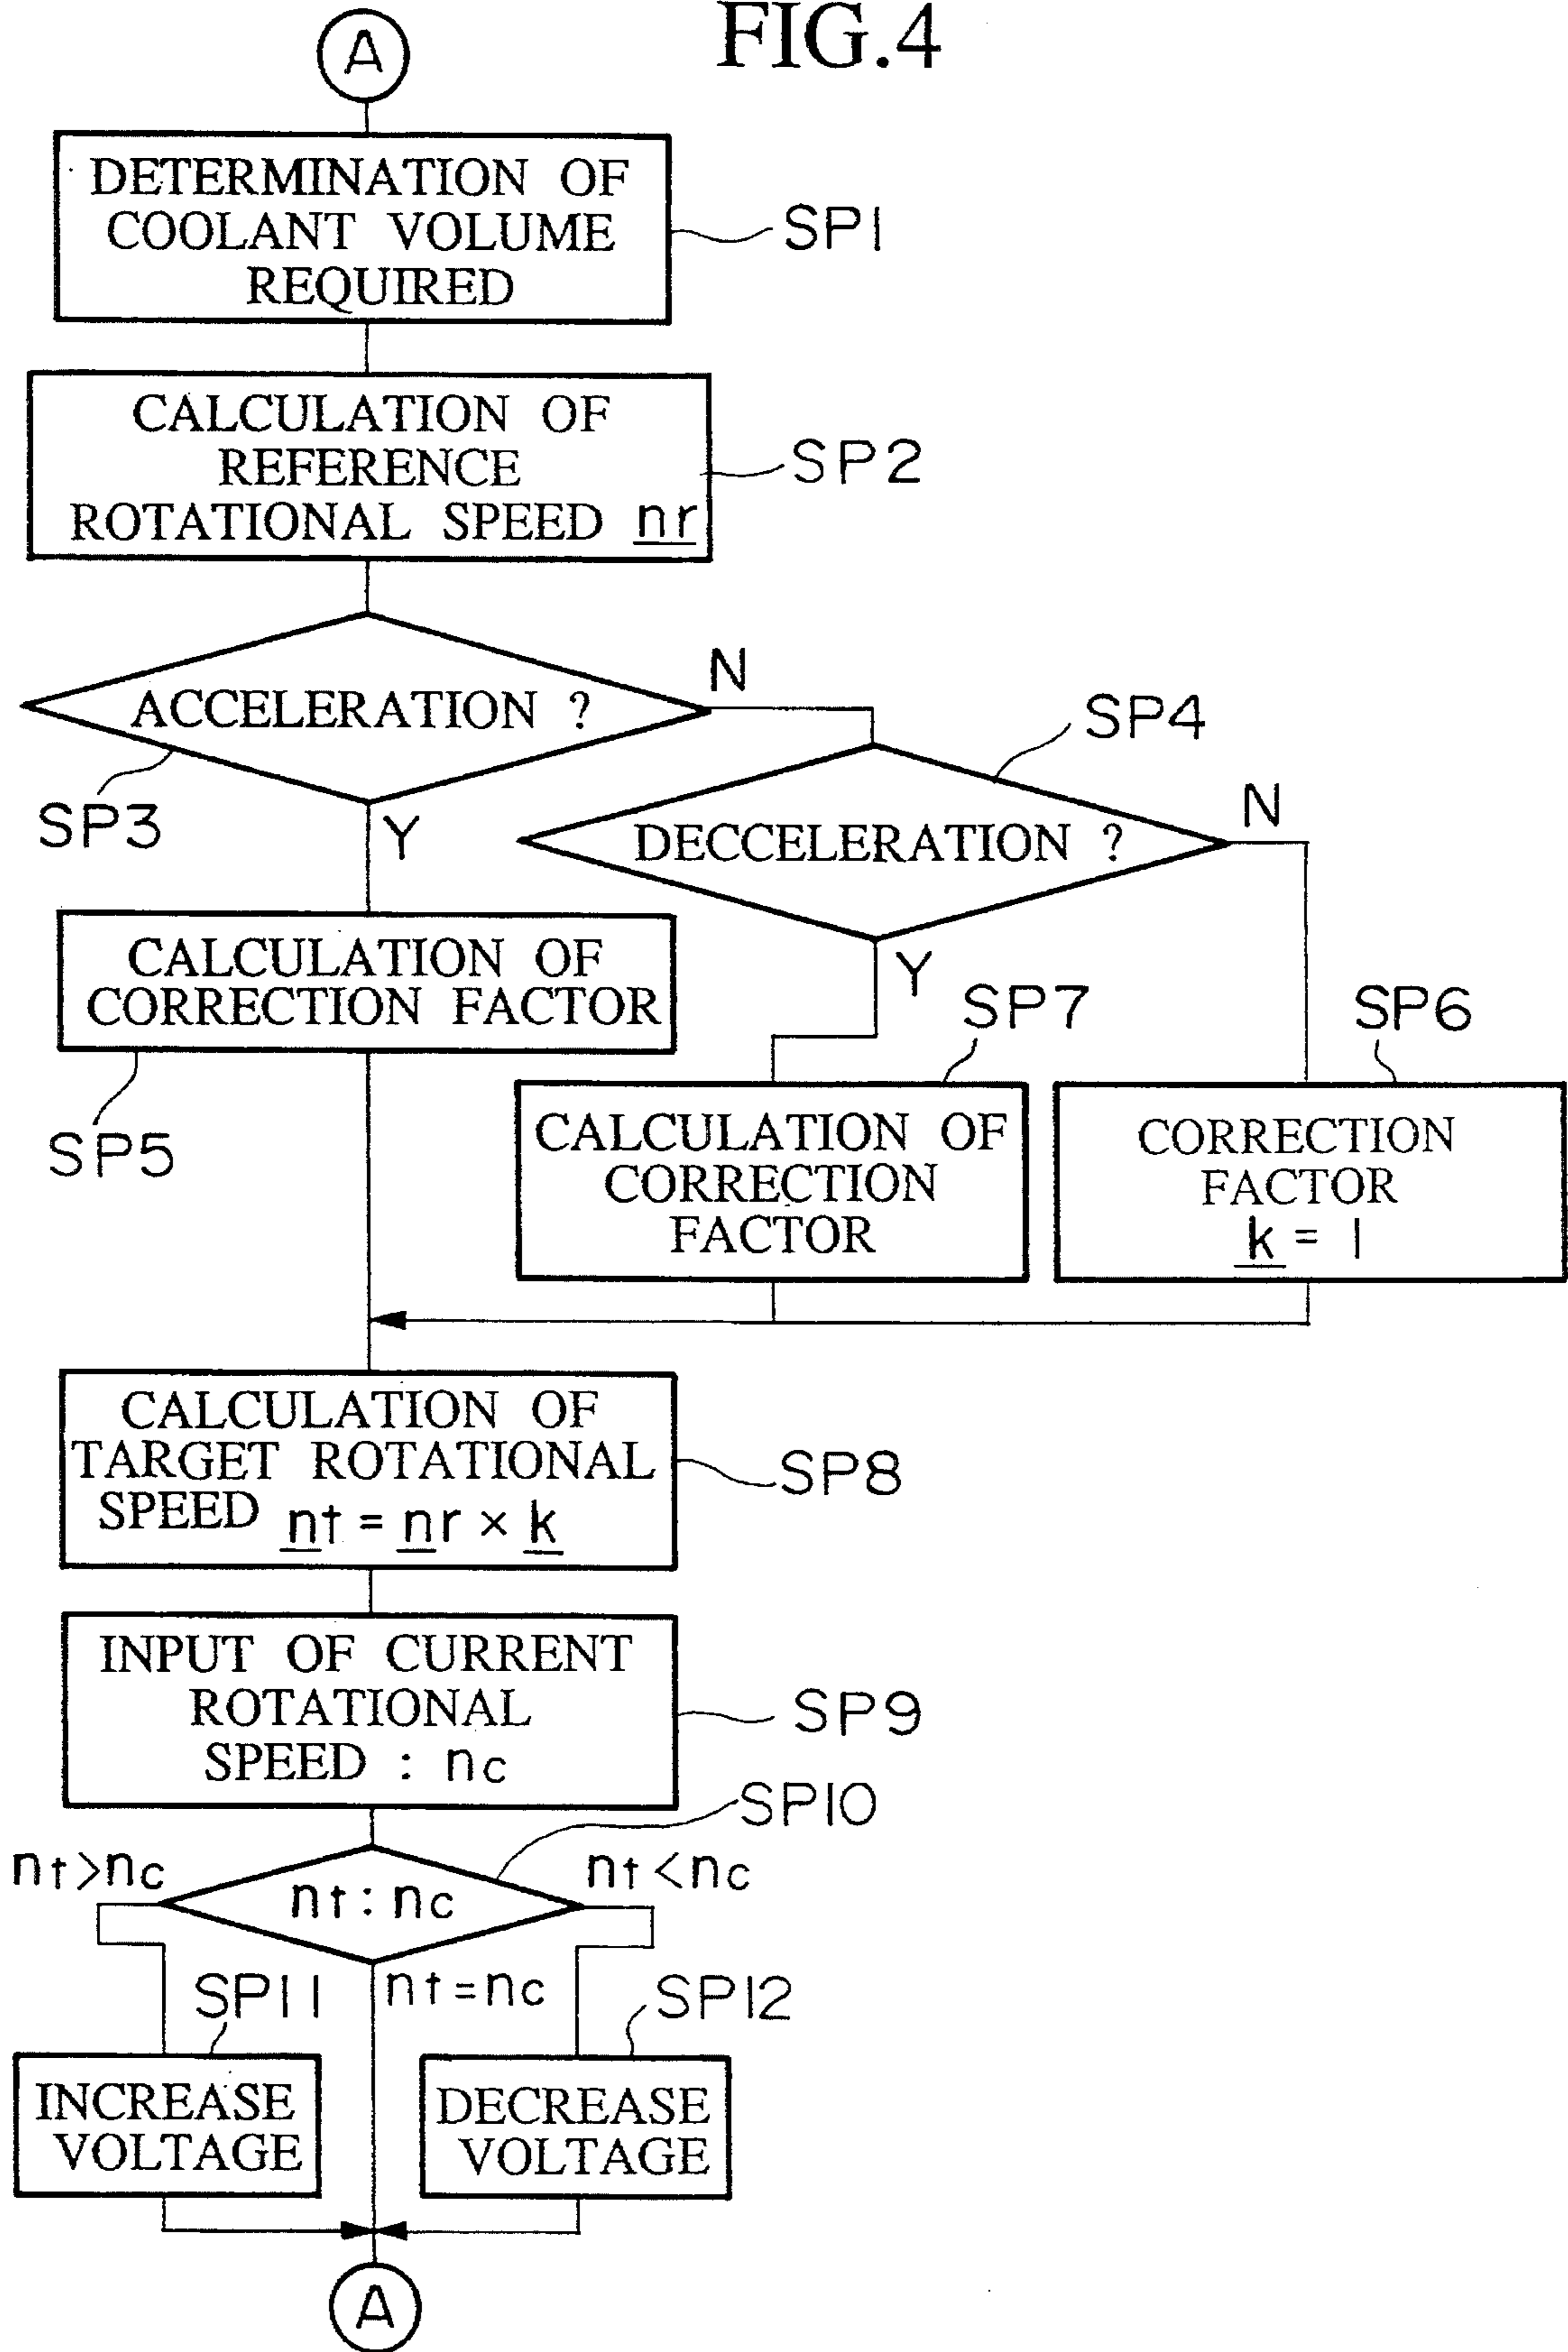 FIG.4
A
DETERMINATION OF
COOLANT VOLUME
REQUIRED
SP1
CALCULATION OF
REFERENCE
ROTATIONAL SPEED nr
SP2
ACCELERATION ?
N
SP3
Y
SP4
DECCELERATION ?
N
Y
CALCULATION OF
CORRECTION FACTOR
SP5
SP7
CALCULATION OF
CORRECTION
FACTOR
SP6
CORRECTION
FACTOR
k = 1
CALCULATION OF
TARGET ROTATIONAL
SPEED nt = nr × k
SP8
INPUT OF CURRENT
ROTATIONAL
SPEED : nc
SP9
SP10
nt>nc
nt : nc
nt<nc
nt=nc
SP11
INCREASE
VOLTAGE
SP12
DECREASE
VOLTAGE
A